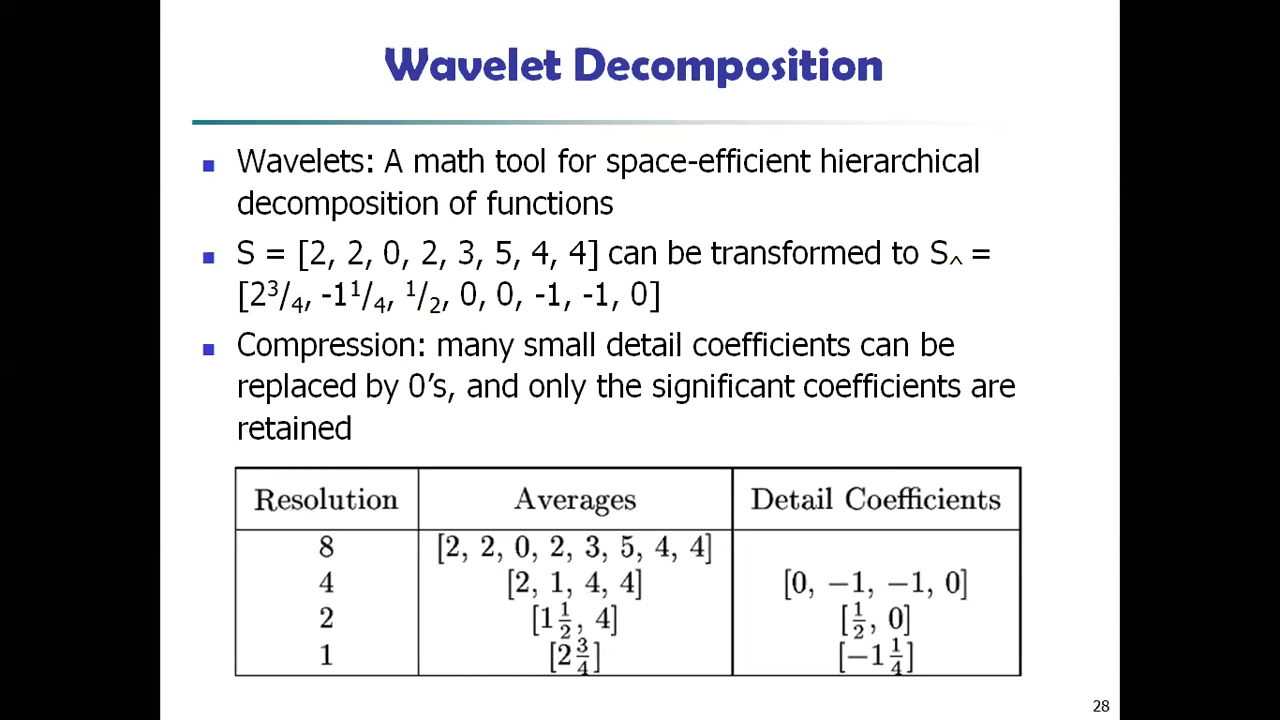 Wavelet Decomposition
Wavelets: A math tool for space-efficient hierarchical
decomposition of functions
S = [2, 2, 0, 2, 3, 5, 4, 4] can be transformed to S^ =
[2 3/4, -1 1/4, 1/2, 0, 0, -1, -1, 0]
Compression: many small detail coefficients can be
replaced by 0's, and only the significant coefficients are
retained
Resolution Averages Detail Coefficients
8 [2, 2, 0, 2, 3, 5, 4, 4]
4 [2, 1, 4, 4] [0, −1, −1, 0]
2 [1 1/2, 4] [1/2, 0]
1 [2 3/4] [−1 1/4]
28